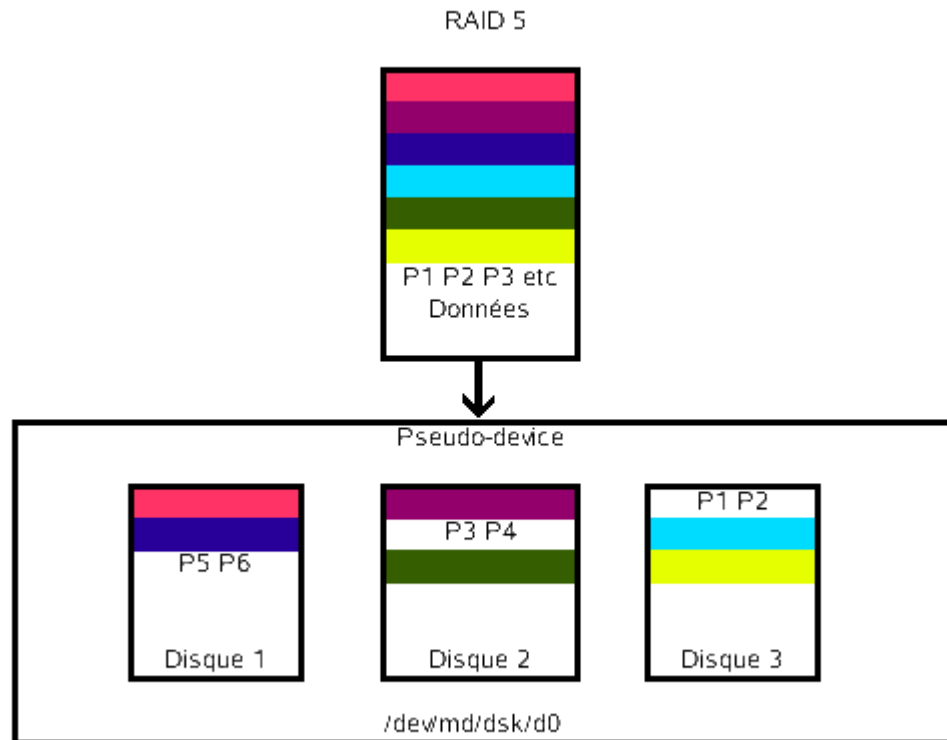 RAID 5
P1 P2 P3 etc
Données
Pseudo-device
P1 P2
P3 P4
P5 P6
Disque 1
Disque 2
Disque 3
/dev/md/dsk/d0